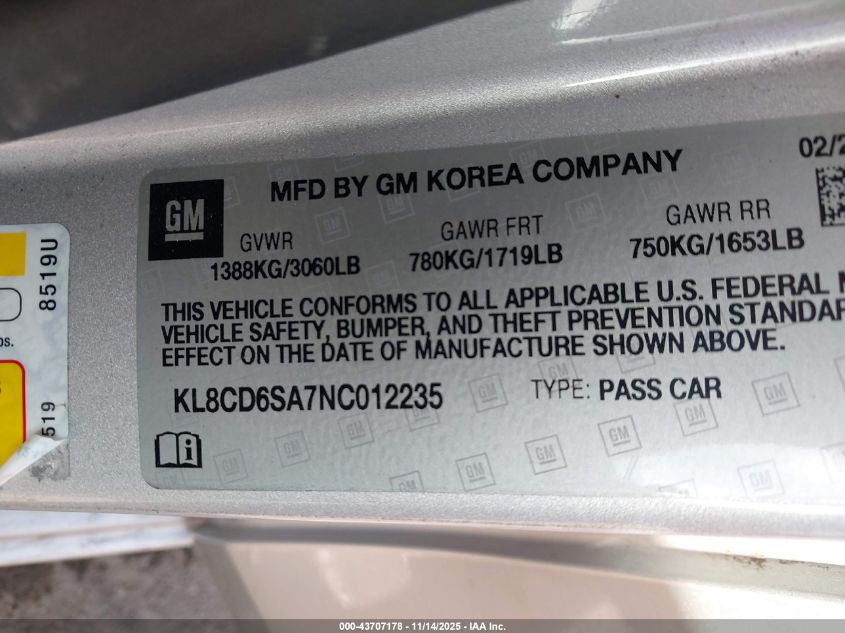 MFD BY GM KOREA COMPANY
02/2
GM
GVWR
1388KG/3060LB
GAWR FRT
780KG/1719LB
GAWR RR
750KG/1653LB
THIS VEHICLE CONFORMS TO ALL APPLICABLE U.S. FEDERAL
VEHICLE SAFETY, BUMPER, AND THEFT PREVENTION STANDAR
EFFECT ON THE DATE OF MANUFACTURE SHOWN ABOVE.
KL8CD6SA7NC012235
TYPE: PASS CAR
8519U
519
000-43707178 - 11/14/2025 - IAA Inc.